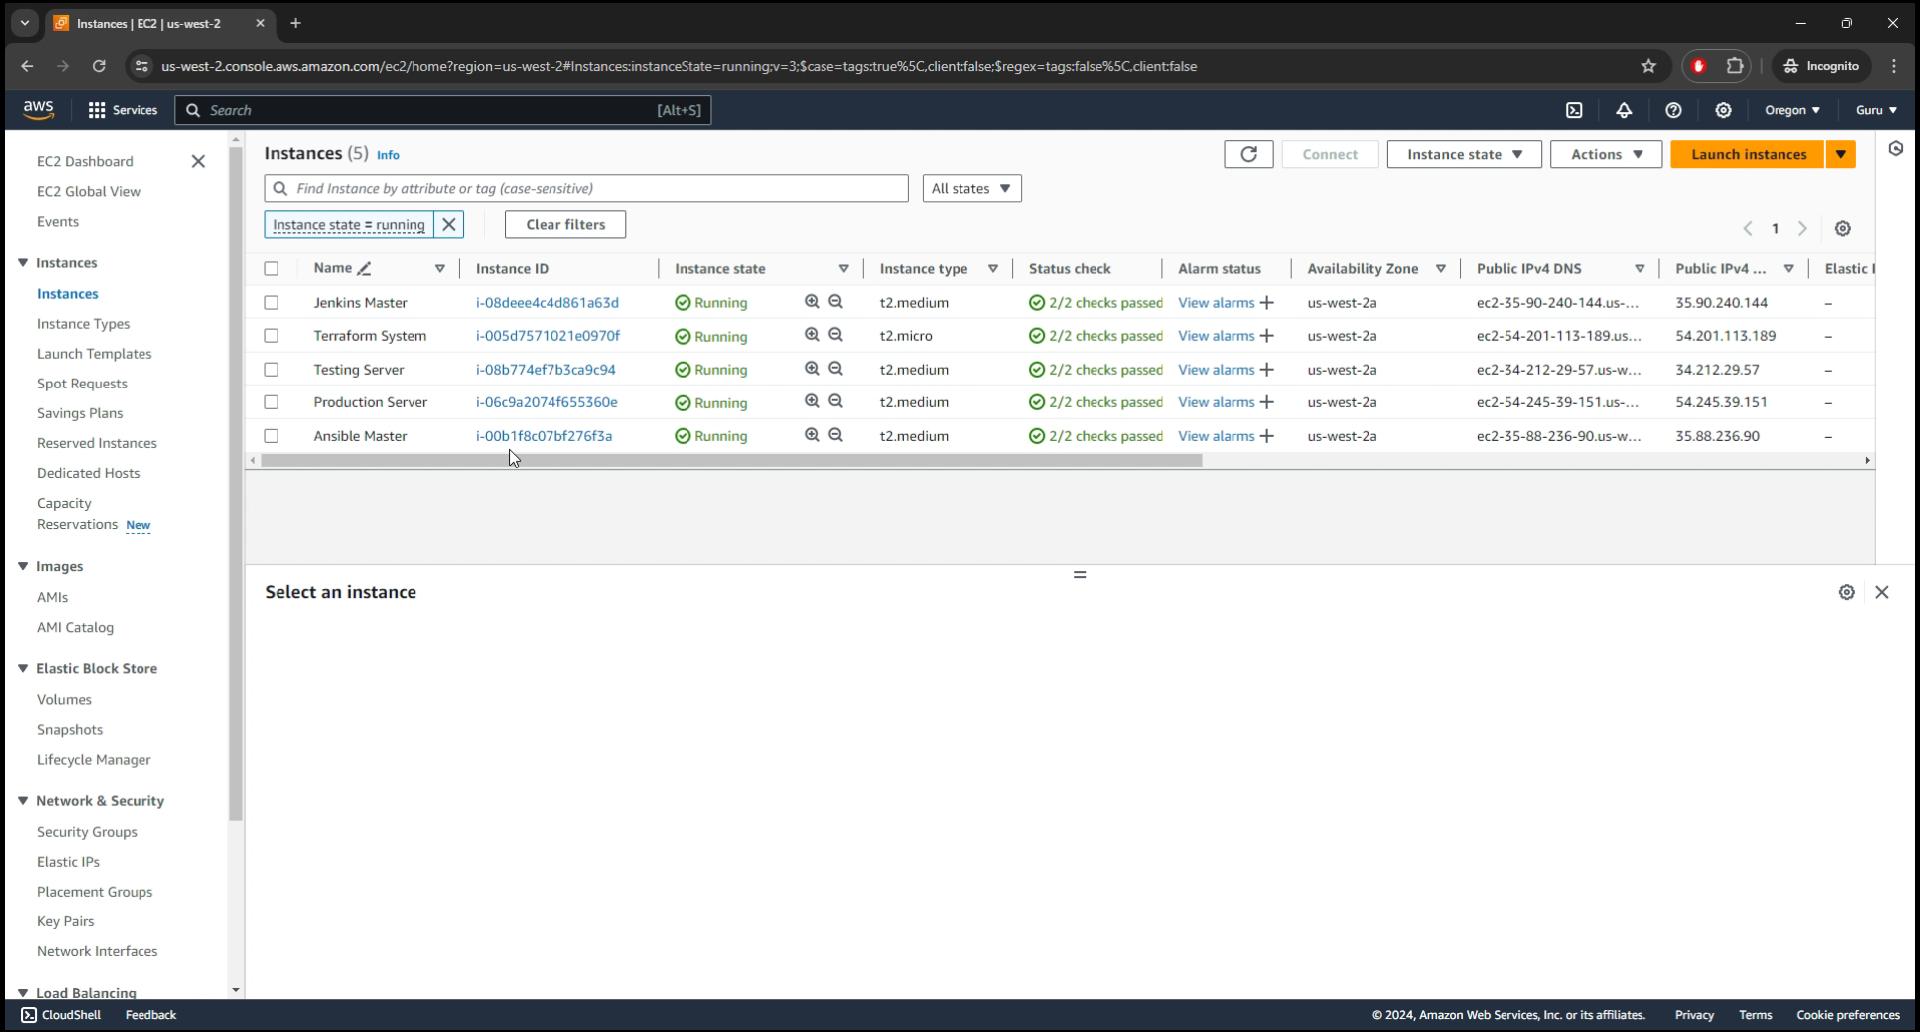 Instances | EC2 | us-west-2
us-west-2.console.aws.amazon.com/ec2/home?region=us-west-2#Instances:instanceState=running;v=3;$case=tags:true%5C,client:false;$regex=tags:false%5C,client:false
Incognito
aws Services Search [Alt+S] Oregon Guru
EC2 Dashboard
EC2 Global View
Events
Instances
Instances
Instance Types
Launch Templates
Spot Requests
Savings Plans
Reserved Instances
Dedicated Hosts
Capacity
Reservations New
Images
AMIs
AMI Catalog
Elastic Block Store
Volumes
Snapshots
Lifecycle Manager
Network & Security
Security Groups
Elastic IPs
Placement Groups
Key Pairs
Network Interfaces
Load Balancing
Instances (5) Info Connect Instance state Actions Launch instances
Find Instance by attribute or tag (case-sensitive) All states
Instance state = running Clear filters 1
Name Instance ID Instance state Instance type Status check Alarm status Availability Zone Public IPv4 DNS Public IPv4 ... Elastic I
Jenkins Master i-08deee4c4d861a63d Running t2.medium 2/2 checks passed View alarms + us-west-2a ec2-35-90-240-144.us-... 35.90.240.144 –
Terraform System i-005d7571021e0970f Running t2.micro 2/2 checks passed View alarms + us-west-2a ec2-54-201-113-189.us... 54.201.113.189 –
Testing Server i-08b774ef7b3ca9c94 Running t2.medium 2/2 checks passed View alarms + us-west-2a ec2-34-212-29-57.us-w... 34.212.29.57 –
Production Server i-06c9a2074f655360e Running t2.medium 2/2 checks passed View alarms + us-west-2a ec2-54-245-39-151.us-... 54.245.39.151 –
Ansible Master i-00b1f8c07bf276f3a Running t2.medium 2/2 checks passed View alarms + us-west-2a ec2-35-88-236-90.us-w... 35.88.236.90 –
Select an instance
CloudShell Feedback © 2024, Amazon Web Services, Inc. or its affiliates. Privacy Terms Cookie preferences